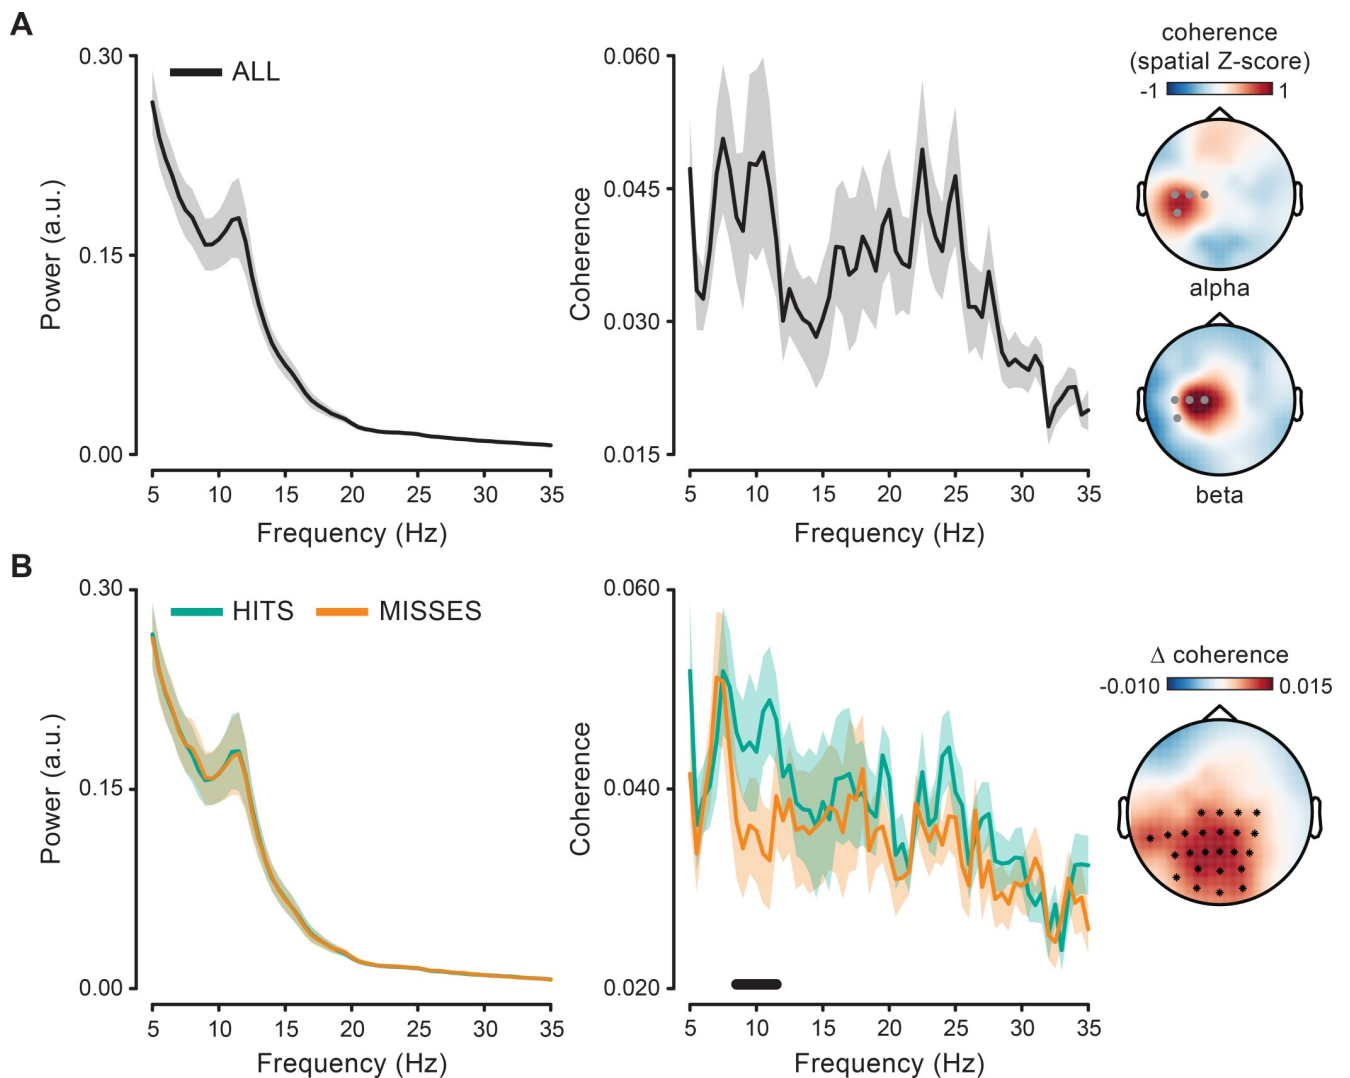 A
0.30
0.15
0.00
Power (a.u.)
ALL
5 10 15 20 25 30 35
Frequency (Hz)
0.060
0.045
0.030
0.015
Coherence
5 10 15 20 25 30 35
Frequency (Hz)
coherence
(spatial Z-score)
-1 1
alpha
beta
B
0.30
0.15
0.00
Power (a.u.)
HITS MISSES
5 10 15 20 25 30 35
Frequency (Hz)
0.060
0.040
0.020
Coherence
5 10 15 20 25 30 35
Frequency (Hz)
Δ coherence
-0.010 0.015